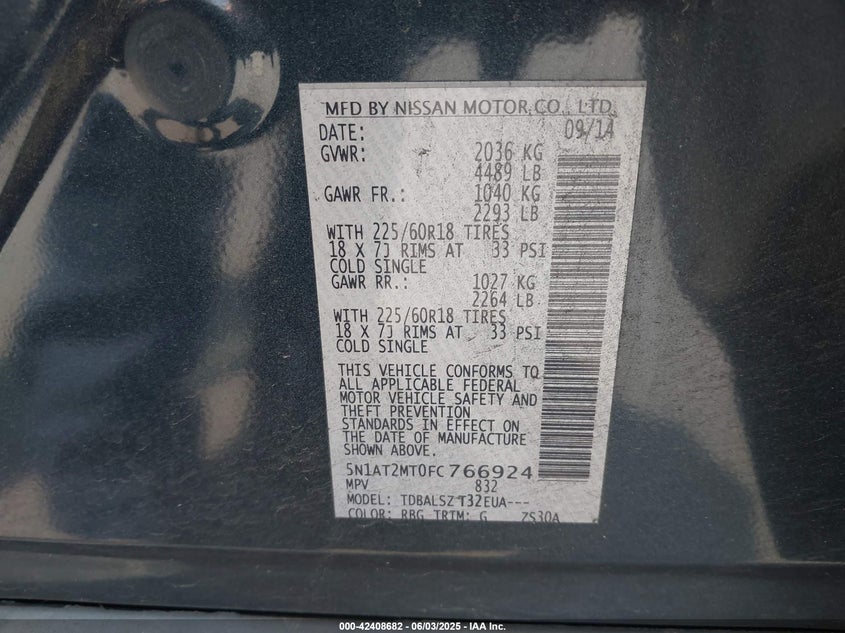 MFD BY NISSAN MOTOR CO., LTD.
DATE: 09/14
GVWR: 2036 KG
4489 LB
GAWR FR.: 1040 KG
2293 LB
WITH 225/60R18 TIRES
18 X 7J RIMS AT 33 PSI
COLD SINGLE
GAWR RR.: 1027 KG
2264 LB
WITH 225/60R18 TIRES
18 X 7J RIMS AT 33 PSI
COLD SINGLE
THIS VEHICLE CONFORMS TO
ALL APPLICABLE FEDERAL
MOTOR VEHICLE SAFETY AND
THEFT PREVENTION
STANDARDS IN EFFECT ON
THE DATE OF MANUFACTURE
SHOWN ABOVE.
5N1AT2MT0FC766924
MPV 832
MODEL: TDBALSZ T32EUA---
COLOR: RBG TRIM: G ZS30A
000-42408682 - 06/03/2025 - IAA Inc.